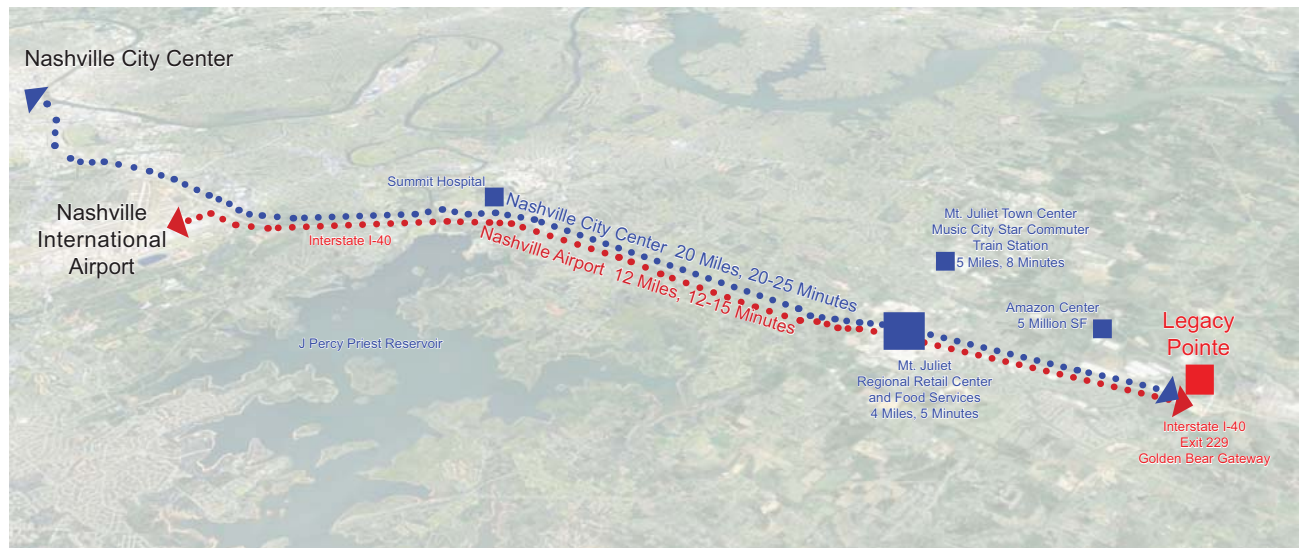 Nashville City Center
Nashville
International
Airport
Summit Hospital
Interstate I-40
Nashville City Center  20 Miles, 20-25 Minutes
Nashville Airport  12 Miles, 12-15 Minutes
J Percy Priest Reservoir
Mt. Juliet Town Center
Music City Star Commuter
Train Station
5 Miles, 8 Minutes
Amazon Center
5 Million SF
Legacy
Pointe
Mt. Juliet
Regional Retail Center
and Food Services
4 Miles, 5 Minutes
Interstate I-40
Exit 229
Golden Bear Gateway